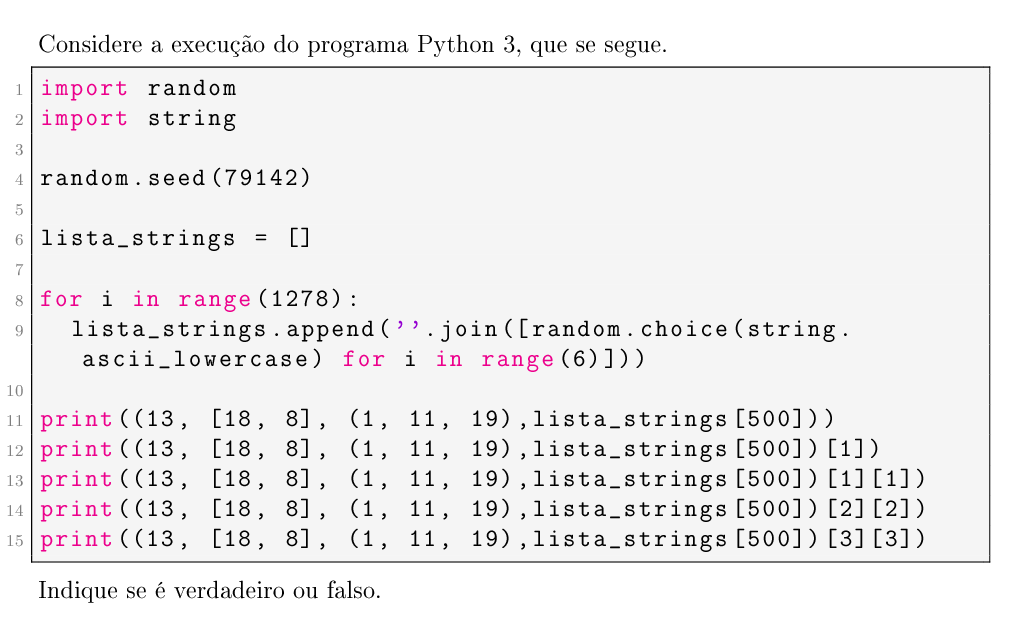 Considere a execução do programa Python 3, que se segue.
1 import random
2 import string
3
4 random.seed(79142)
5
6 lista_strings = []
7
8 for i in range(1278):
9 lista_strings.append(''.join([random.choice(string.
ascii_lowercase) for i in range(6)]))
10
11 print((13, [18, 8], (1, 11, 19),lista_strings[500]))
12 print((13, [18, 8], (1, 11, 19),lista_strings[500])[1])
13 print((13, [18, 8], (1, 11, 19),lista_strings[500])[1][1])
14 print((13, [18, 8], (1, 11, 19),lista_strings[500])[2][2])
15 print((13, [18, 8], (1, 11, 19),lista_strings[500])[3][3])
Indique se é verdadeiro ou falso.